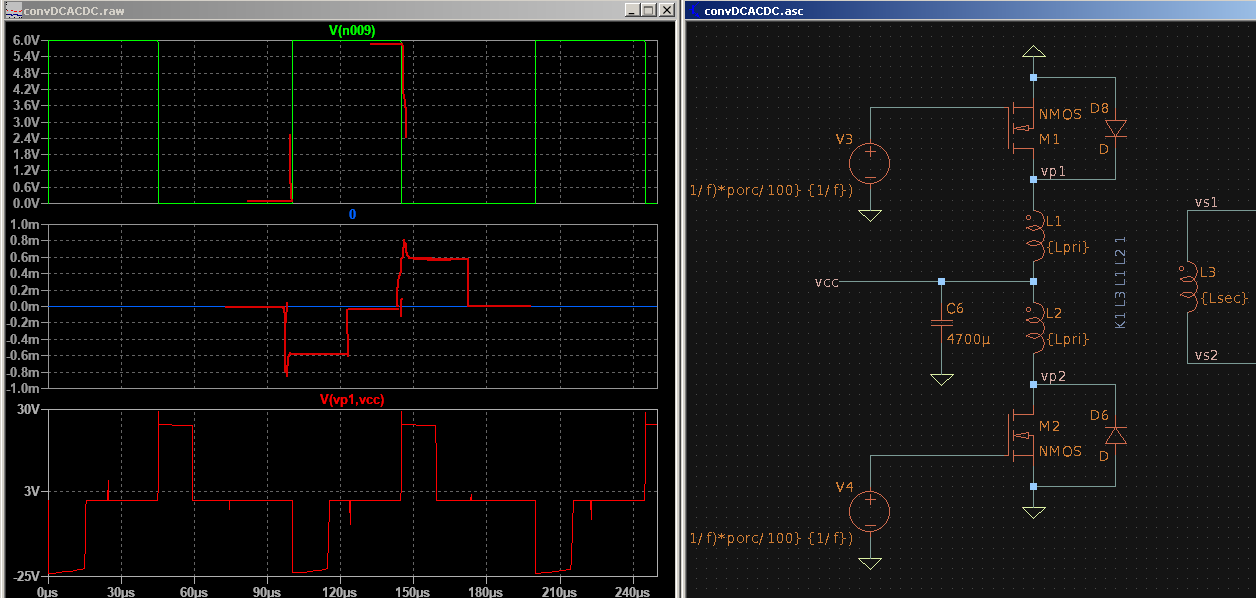 convDCACDC.raw
V(n009)
6.0V
5.4V
4.8V
4.2V
3.6V
3.0V
2.4V
1.8V
1.2V
0.6V
0.0V
0
1.0m
0.8m
0.6m
0.4m
0.2m
0.0m
-0.2m
-0.4m
-0.6m
-0.8m
-1.0m
V(vp1,vcc)
30V
3V
-25V
0µs 30µs 60µs 90µs 120µs 150µs 180µs 210µs 240µs
convDCACDC.asc
NMOS
M1
D8
D
V3
1/f)*porc/100} {1/f})
vp1
L1
{Lpri}
vcc
C6
4700µ
L2
{Lpri}
K1 L3 L1 L2 1
vs1
L3
{Lsec}
vs2
vp2
M2
NMOS
D6
D
V4
1/f)*porc/100} {1/f})